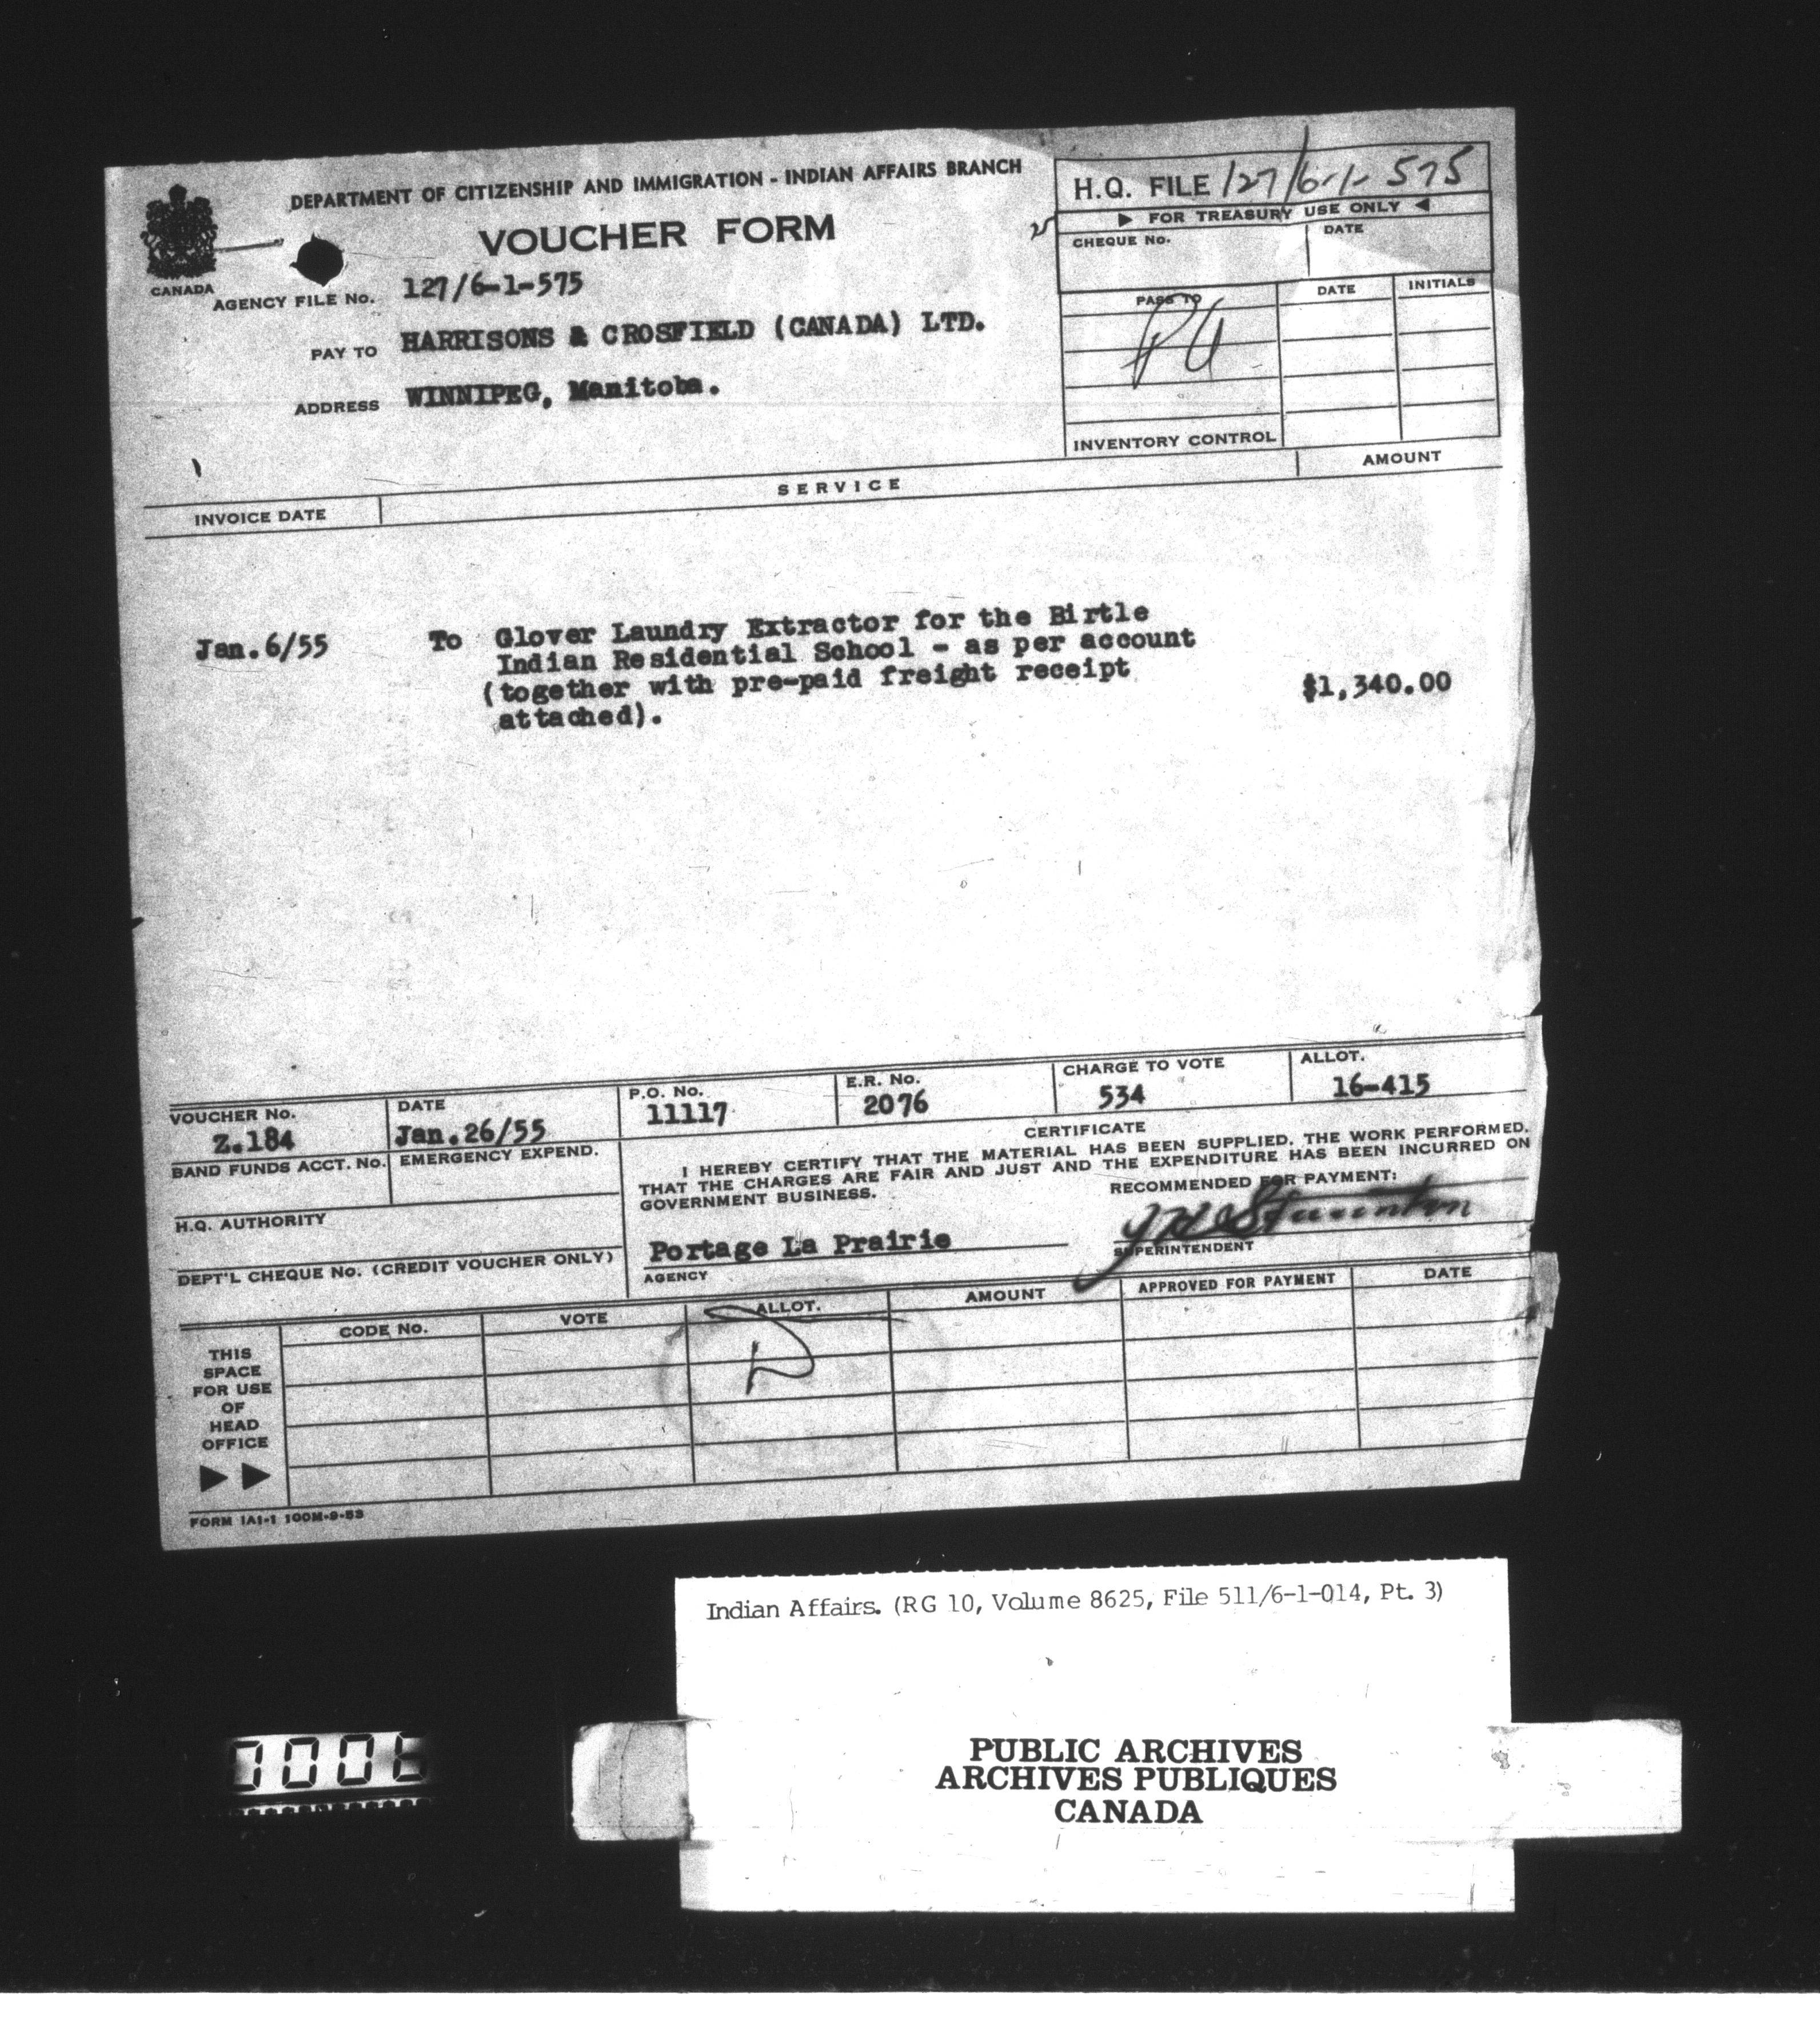 DEPARTMENT OF CITIZENSHIP AND IMMIGRATION - INDIAN AFFAIRS BRANCH
VOUCHER FORM
CANADA
AGENCY FILE No. 127/6-1-575
PAY TO HARRISONS & CROSFIELD (CANADA) LTD.
ADDRESS WINNIPEG, Manitoba.
H.Q. FILE 127/6-1-575
▶ FOR TREASURY USE ONLY ◀
CHEQUE No. DATE
PASS TO DATE INITIALS
INVENTORY CONTROL
INVOICE DATE SERVICE AMOUNT
Jan.6/55 To Glover Laundry Extractor for the Birtle
Indian Residential School - as per account
(together with pre-paid freight receipt $1,340.00
attached).
VOUCHER No. DATE P.O. No. E.R. No. CHARGE TO VOTE ALLOT.
Z.184 Jan.26/55 11117 2076 534 16-415
BAND FUNDS ACCT. No. EMERGENCY EXPEND.
H.Q. AUTHORITY
DEPT'L CHEQUE No. (CREDIT VOUCHER ONLY)
CERTIFICATE
I HEREBY CERTIFY THAT THE MATERIAL HAS BEEN SUPPLIED, THE WORK PERFORMED,
THAT THE CHARGES ARE FAIR AND JUST AND THE EXPENDITURE HAS BEEN INCURRED ON
GOVERNMENT BUSINESS.
RECOMMENDED FOR PAYMENT:
Portage La Prairie
AGENCY
SUPERINTENDENT
CODE No. VOTE ALLOT. AMOUNT APPROVED FOR PAYMENT DATE
THIS
SPACE
FOR USE
OF
HEAD
OFFICE
▶▶
FORM IAI-1 100M-9-53
Indian Affairs. (RG 10, Volume 8625, File 511/6-1-014, Pt. 3)
PUBLIC ARCHIVES
ARCHIVES PUBLIQUES
CANADA